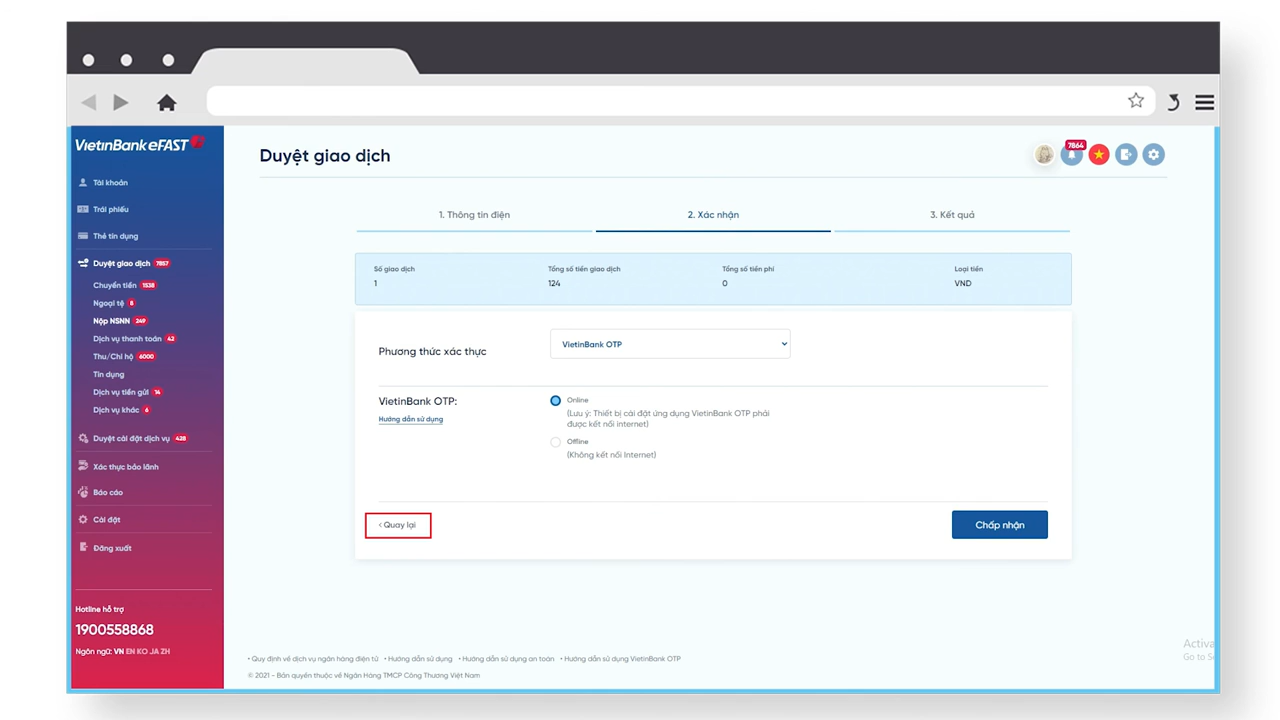 VietinBank eFAST
Tài khoản
Trái phiếu
Thẻ tín dụng
Duyệt giao dịch 7857
Chuyển tiền 1538
Ngoại tệ 8
Nộp NSNN 249
Dịch vụ thanh toán 42
Thu/Chi hộ 6000
Tín dụng
Dịch vụ tiền gửi 14
Dịch vụ khác 6
Duyệt cài đặt dịch vụ 428
Xác thực bảo lãnh
Báo cáo
Cài đặt
Đăng xuất
Hotline hỗ trợ
1900558868
Ngôn ngữ: VN EN KO JA ZH
Duyệt giao dịch
7864
1. Thông tin điện
2. Xác nhận
3. Kết quả
Số giao dịch
Tổng số tiền giao dịch
Tổng số tiền phí
Loại tiền
1
124
0
VND
Phương thức xác thực
VietinBank OTP
VietinBank OTP:
Hướng dẫn sử dụng
Online
(Lưu ý: Thiết bị cài đặt ứng dụng VietinBank OTP phải
được kết nối internet)
Offline
(Không kết nối Internet)
‹ Quay lại
Chấp nhận
• Quy định về dịch vụ ngân hàng điện tử • Hướng dẫn sử dụng • Hướng dẫn sử dụng an toàn • Hướng dẫn sử dụng VietinBank OTP
© 2021 - Bản quyền thuộc về Ngân Hàng TMCP Công Thương Việt Nam
Activa
Go to S